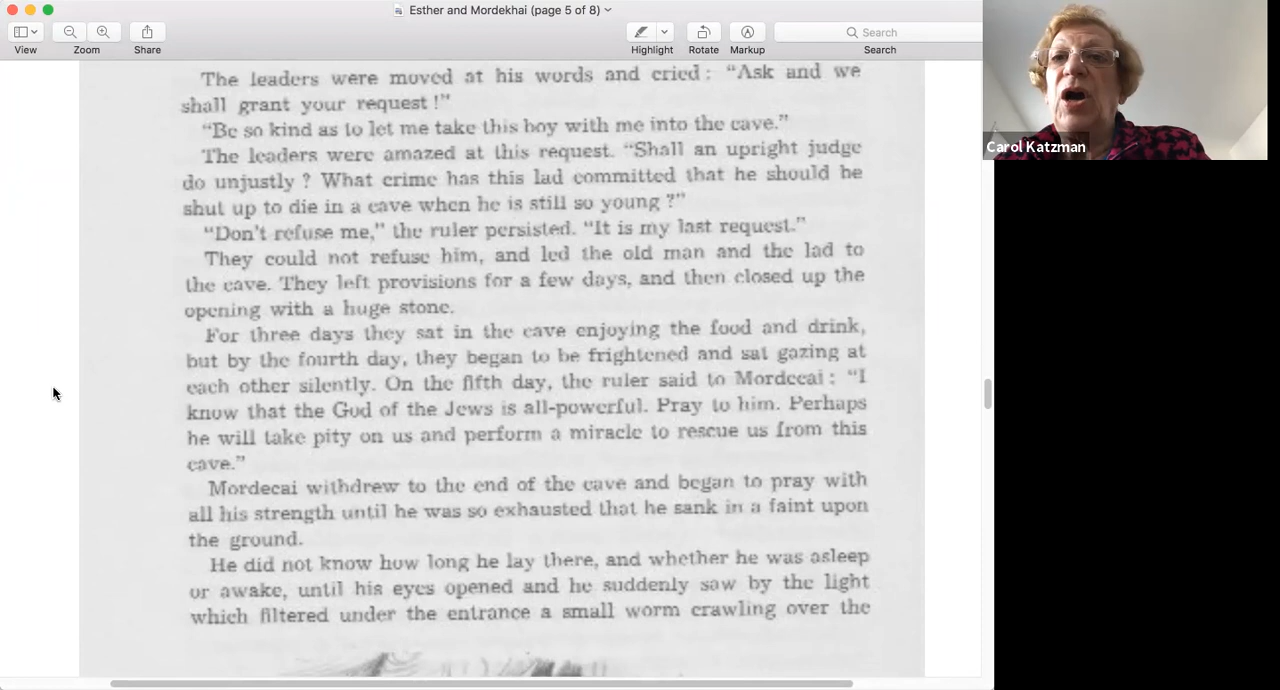 Esther and Mordekhai (page 5 of 8)
View
Zoom
Share
Highlight
Rotate
Markup
Search
Search
The leaders were moved at his words and cried : "Ask and we
shall grant your request !"
"Be so kind as to let me take this boy with me into the cave."
The leaders were amazed at this request. "Shall an upright judge
do unjustly ? What crime has this lad committed that he should be
shut up to die in a cave when he is still so young ?"
"Don't refuse me," the ruler persisted. "It is my last request."
They could not refuse him, and led the old man and the lad to
the cave. They left provisions for a few days, and then closed up the
opening with a huge stone.
For three days they sat in the cave enjoying the food and drink,
but by the fourth day, they began to be frightened and sat gazing at
each other silently. On the fifth day, the ruler said to Mordecai : "I
know that the God of the Jews is all-powerful. Pray to him. Perhaps
he will take pity on us and perform a miracle to rescue us from this
cave."
Mordecai withdrew to the end of the cave and began to pray with
all his strength until he was so exhausted that he sank in a faint upon
the ground.
He did not know how long he lay there, and whether he was asleep
or awake, until his eyes opened and he suddenly saw by the light
which filtered under the entrance a small worm crawling over the
Carol Katzman